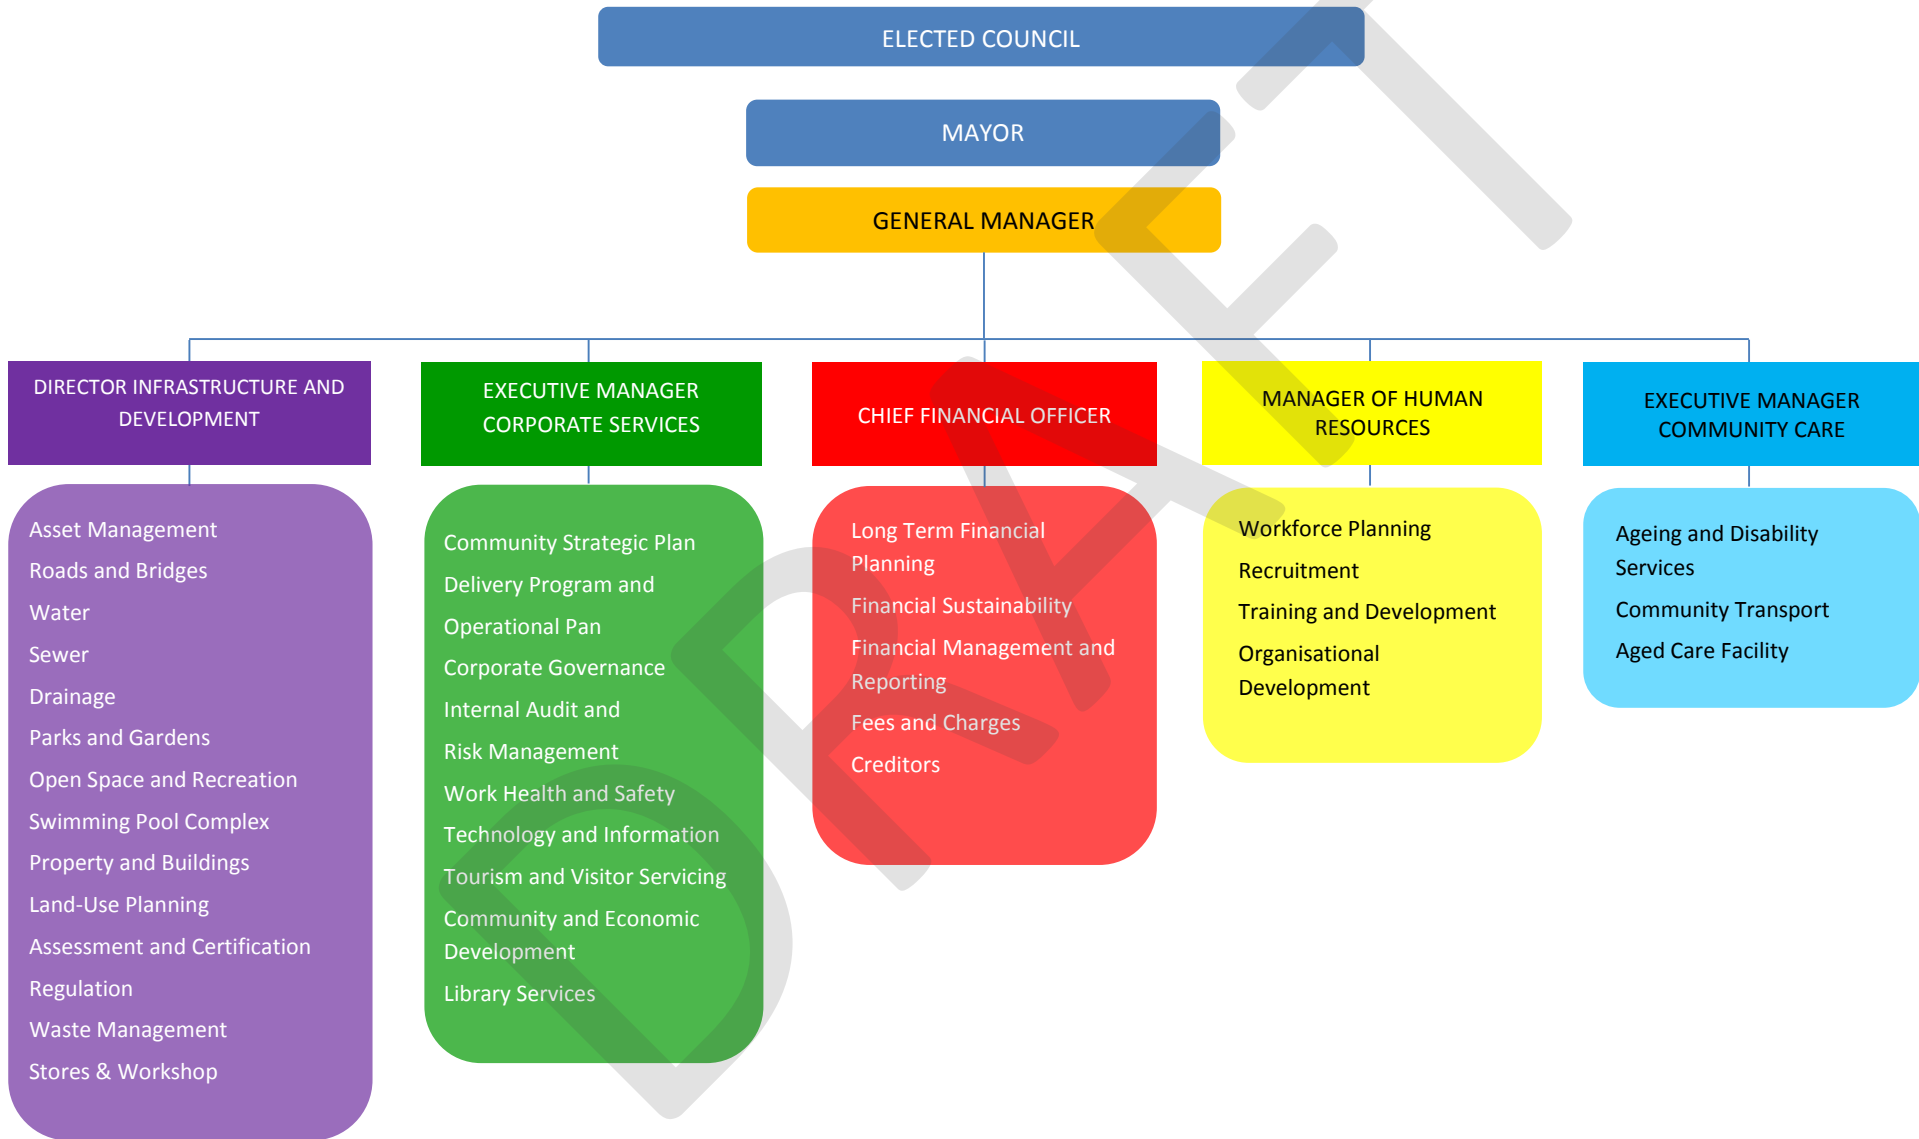 ELECTED COUNCIL
MAYOR
GENERAL MANAGER
DIRECTOR INFRASTRUCTURE AND
DEVELOPMENT
Asset Management
Roads and Bridges
Water
Sewer
Drainage
Parks and Gardens
Open Space and Recreation
Swimming Pool Complex
Property and Buildings
Land-Use Planning
Assessment and Certification
Regulation
Waste Management
Stores & Workshop
EXECUTIVE MANAGER
CORPORATE SERVICES
Community Strategic Plan
Delivery Program and
Operational Pan
Corporate Governance
Internal Audit and
Risk Management
Work Health and Safety
Technology and Information
Tourism and Visitor Servicing
Community and Economic
Development
Library Services
CHIEF FINANCIAL OFFICER
Long Term Financial
Planning
Financial Sustainability
Financial Management and
Reporting
Fees and Charges
Creditors
MANAGER OF HUMAN
RESOURCES
Workforce Planning
Recruitment
Training and Development
Organisational
Development
EXECUTIVE MANAGER
COMMUNITY CARE
Ageing and Disability
Services
Community Transport
Aged Care Facility
DRAFT